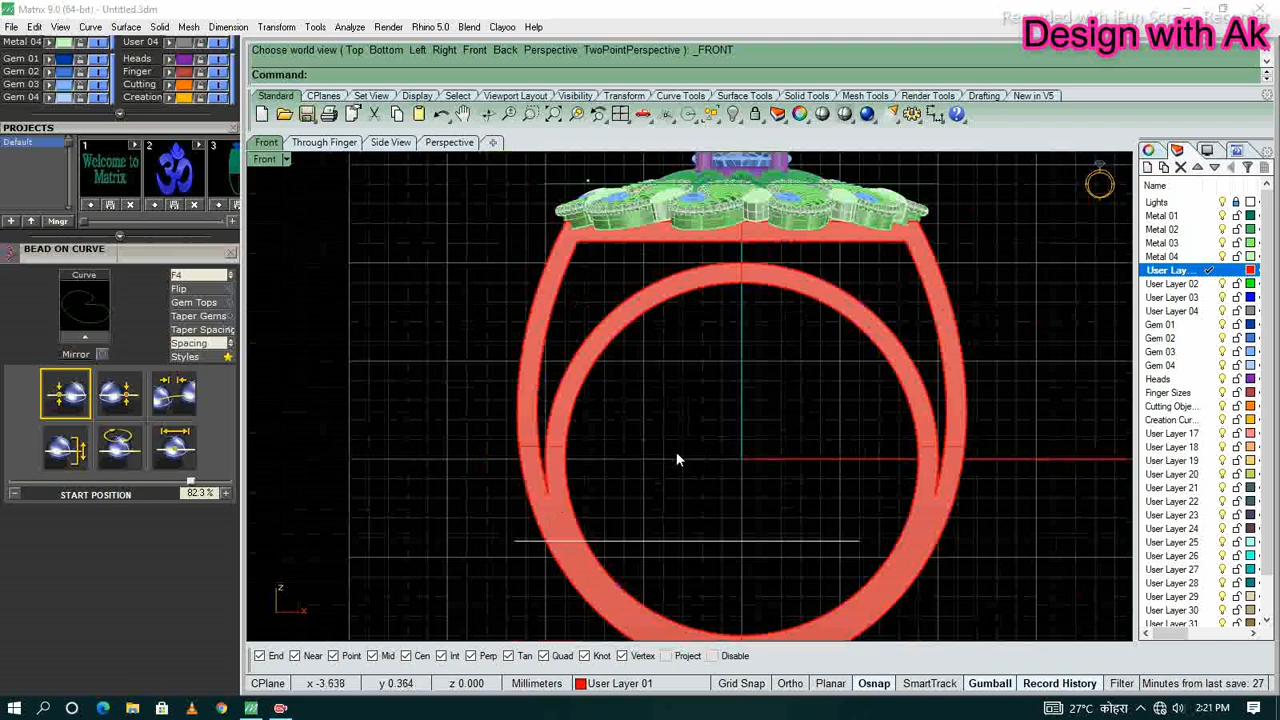 Matrix 9.0 (64-bit) - Untitled.3dm
Recorded with iFun Screen Recorder
Design with Ak
File Edit View Curve Surface Solid Mesh Dimension Transform Tools Analyze Render Rhino 5.0 Blend Clayoo Help
Metal 04 User 04
Gem 01 Heads
Gem 02 Finger
Gem 03 Cutting
Gem 04 Creation
Choose world view ( Top Bottom Left Right Front Back Perspective TwoPointPerspective ): _FRONT
Command:
Standard CPlanes Set View Display Select Viewport Layout Visibility Transform Curve Tools Surface Tools Solid Tools Mesh Tools Render Tools Drafting New in V5
PROJECTS
Default
1 2 3
Welcome to Matrix
ॐ
Mngr
BEAD ON CURVE
Curve
F4
Flip
Gem Tops
Taper Gems
Taper Spacing
Spacing
Styles
Mirror
START POSITION 82.3 %
Front Through Finger Side View Perspective
Front
z
x
Name
Lights
Metal 01
Metal 02
Metal 03
Metal 04
User Lay...
User Layer 02
User Layer 03
User Layer 04
Gem 01
Gem 02
Gem 03
Gem 04
Heads
Finger Sizes
Cutting Obje...
Creation Cur...
User Layer 17
User Layer 18
User Layer 19
User Layer 20
User Layer 21
User Layer 22
User Layer 23
User Layer 24
User Layer 25
User Layer 26
User Layer 27
User Layer 28
User Layer 29
User Layer 30
User Layer 31
End Near Point Mid Cen Int Perp Tan Quad Knot Vertex Project Disable
CPlane x -3.638 y 0.364 z 0.000 Millimeters User Layer 01 Grid Snap Ortho Planar Osnap SmartTrack Gumball Record History Filter Minutes from last save: 27
27°C कोहरा ENG 2:21 PM